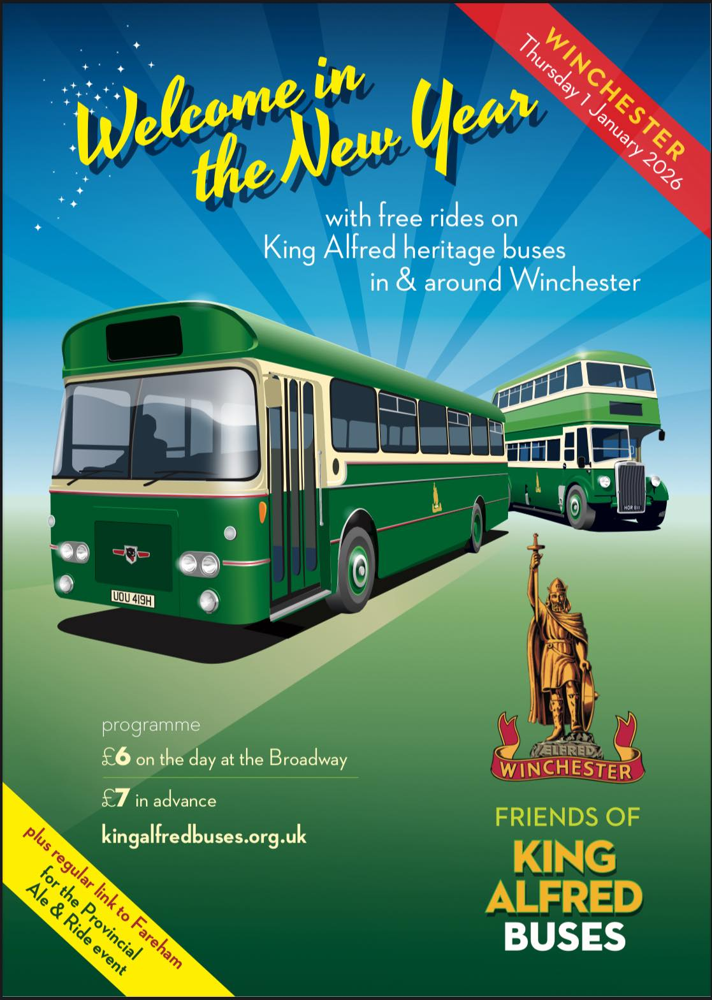 WINCHESTER
Thursday 1 January 2026
Welcome in
the New Year
with free rides on
King Alfred heritage buses
in & around Winchester
HOR 811
UOU 419H
ÆLFRED
WINCHESTER
programme
£6 on the day at the Broadway
£7 in advance
kingalfredbuses.org.uk
FRIENDS OF
KING
ALFRED
BUSES
plus regular link to Fareham
for the Provincial
Ale & Ride event